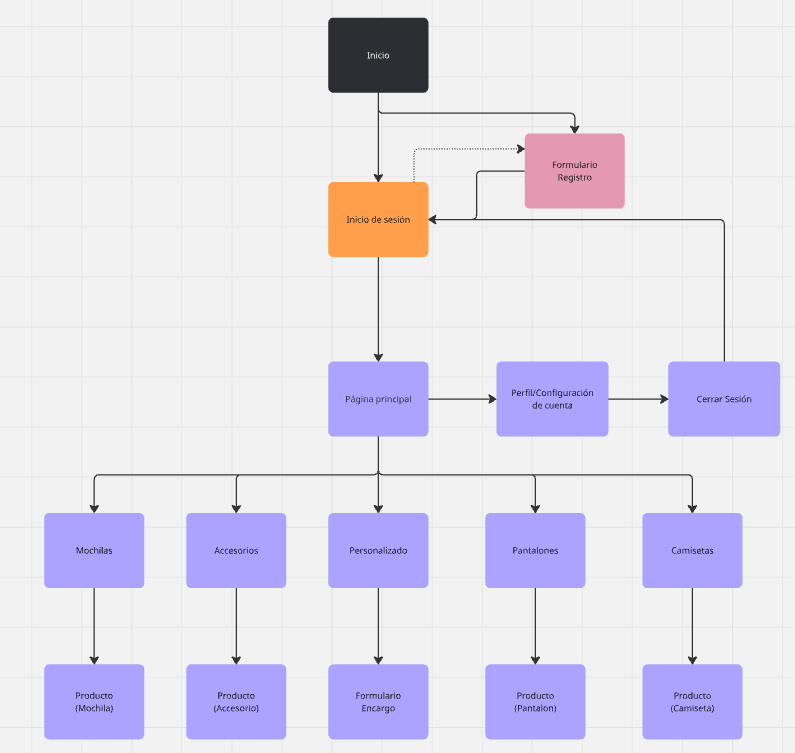 Inicio
Formulario
Registro
Inicio de sesión
Página principal
Perfil/Configuración
de cuenta
Cerrar Sesión
Mochilas
Accesorios
Personalizado
Pantalones
Camisetas
Producto
(Mochila)
Producto
(Accesorio)
Formulario
Encargo
Producto
(Pantalon)
Producto
(Camiseta)